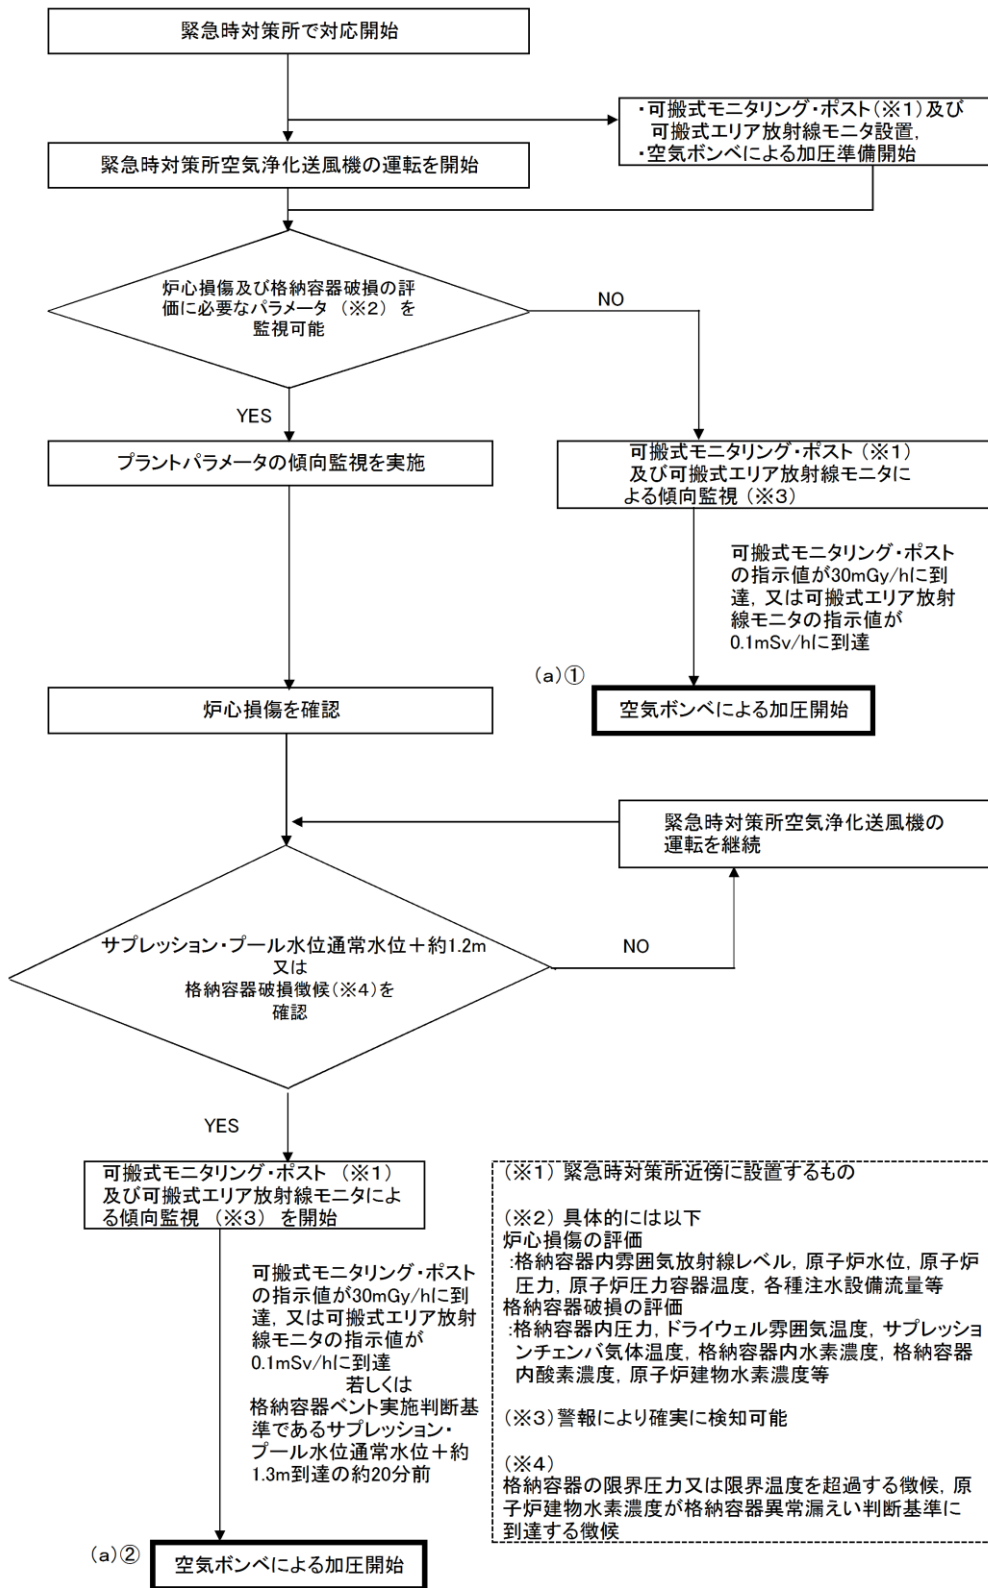 緊急時対策所で対応開始
・可搬式モニタリング・ポスト(※1)及び
可搬式エリア放射線モニタ設置,
・空気ボンベによる加圧準備開始
緊急時対策所空気浄化送風機の運転を開始
炉心損傷及び格納容器破損の評
価に必要なパラメータ (※2) を
監視可能
NO
YES
プラントパラメータの傾向監視を実施
可搬式モニタリング・ポスト (※1)
及び可搬式エリア放射線モニタに
よる傾向監視 (※3)
可搬式モニタリング・ポスト
の指示値が30mGy/hに到
達, 又は可搬式エリア放射
線モニタの指示値が
0.1mSv/hに到達
(a)①
空気ボンベによる加圧開始
炉心損傷を確認
緊急時対策所空気浄化送風機の
運転を継続
サプレッション・プール水位通常水位+約1.2m
又は
格納容器破損徴候(※4)を
確認
NO
YES
可搬式モニタリング・ポスト (※1)
及び可搬式エリア放射線モニタによ
る傾向監視 (※3) を開始
可搬式モニタリング・ポスト
の指示値が30mGy/hに到
達, 又は可搬式エリア放射
線モニタの指示値が
0.1mSv/hに到達
若しくは
格納容器ベント実施判断基
準であるサプレッション・
プール水位通常水位+約
1.3m到達の約20分前
(a)②
空気ボンベによる加圧開始
(※1) 緊急時対策所近傍に設置するもの
(※2) 具体的には以下
炉心損傷の評価
:格納容器内雰囲気放射線レベル, 原子炉水位, 原子炉
圧力, 原子炉圧力容器温度, 各種注水設備流量等
格納容器破損の評価
:格納容器内圧力, ドライウェル雰囲気温度, サプレッショ
ンチェンバ気体温度, 格納容器内水素濃度, 格納容器
内酸素濃度, 原子炉建物水素濃度等
(※3)警報により確実に検知可能
(※4)
格納容器の限界圧力又は限界温度を超過する徴候, 原
子炉建物水素濃度が格納容器異常漏えい判断基準に
到達する徴候